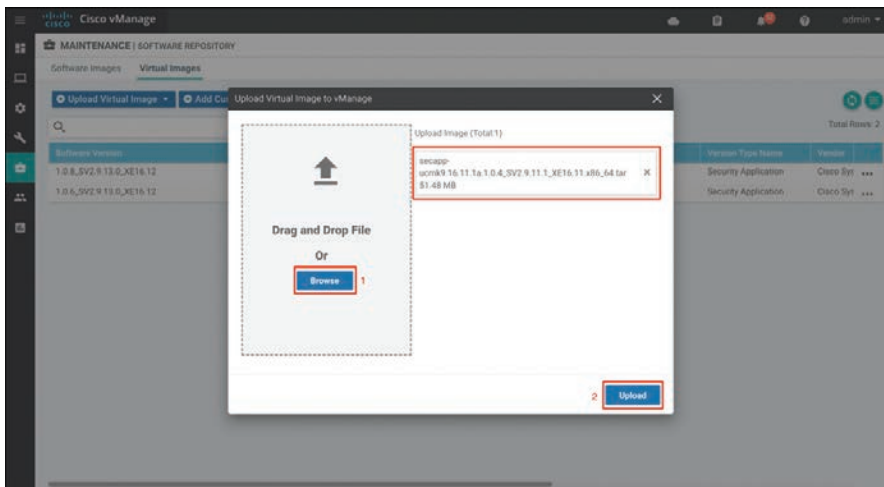 cisco Cisco vManage
admin
MAINTENANCE | SOFTWARE REPOSITORY
Software Images Virtual Images
Upload Virtual Image
Add Cu
Total Rows: 2
Software Version
Version Type Name
Vendor
1.0.8_SV2.9.13.0_XE16.12
Security Application
Cisco Sys
1.0.6_SV2.9.13.0_XE16.12
Security Application
Cisco Sys
Upload Virtual Image to vManage
Drag and Drop File
Or
Browse
1
Upload Image (Total:1)
secapp-
ucmk9.16.11.1a.1.0.4_SV2.9.11.1_XE16.11.x86_64.tar
51.48 MB
2
Upload